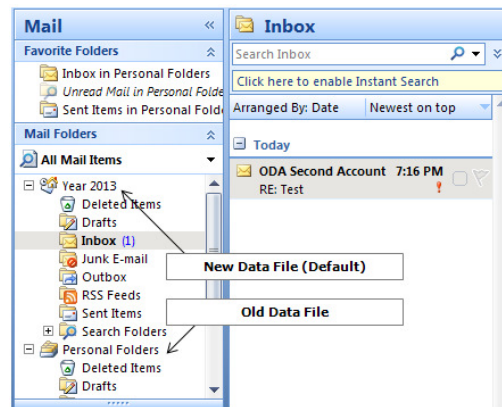 Mail «
Favorite Folders
Inbox in Personal Folders
Unread Mail in Personal Folde
Sent Items in Personal Folde
Mail Folders
All Mail Items
Year 2013
Deleted Items
Drafts
Inbox (1)
Junk E-mail
Outbox
RSS Feeds
Sent Items
Search Folders
Personal Folders
Deleted Items
Drafts
Inbox
Search Inbox
Click here to enable Instant Search
Arranged By: Date Newest on top
Today
ODA Second Account 7:16 PM
RE: Test
New Data File (Default)
Old Data File